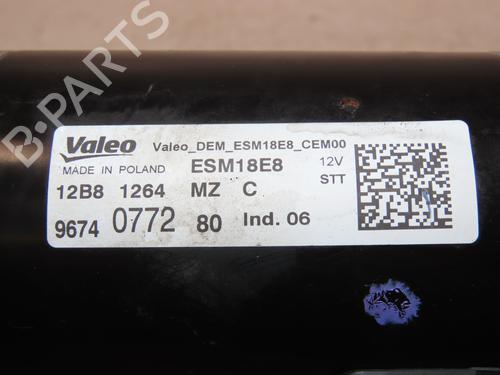 B-PARTS
Valeo Valeo_DEM_ESM18E8_CEM00
MADE IN POLAND ESM18E8 12V
12B8 1264 MZ C STT
9674 0772 80 Ind. 06